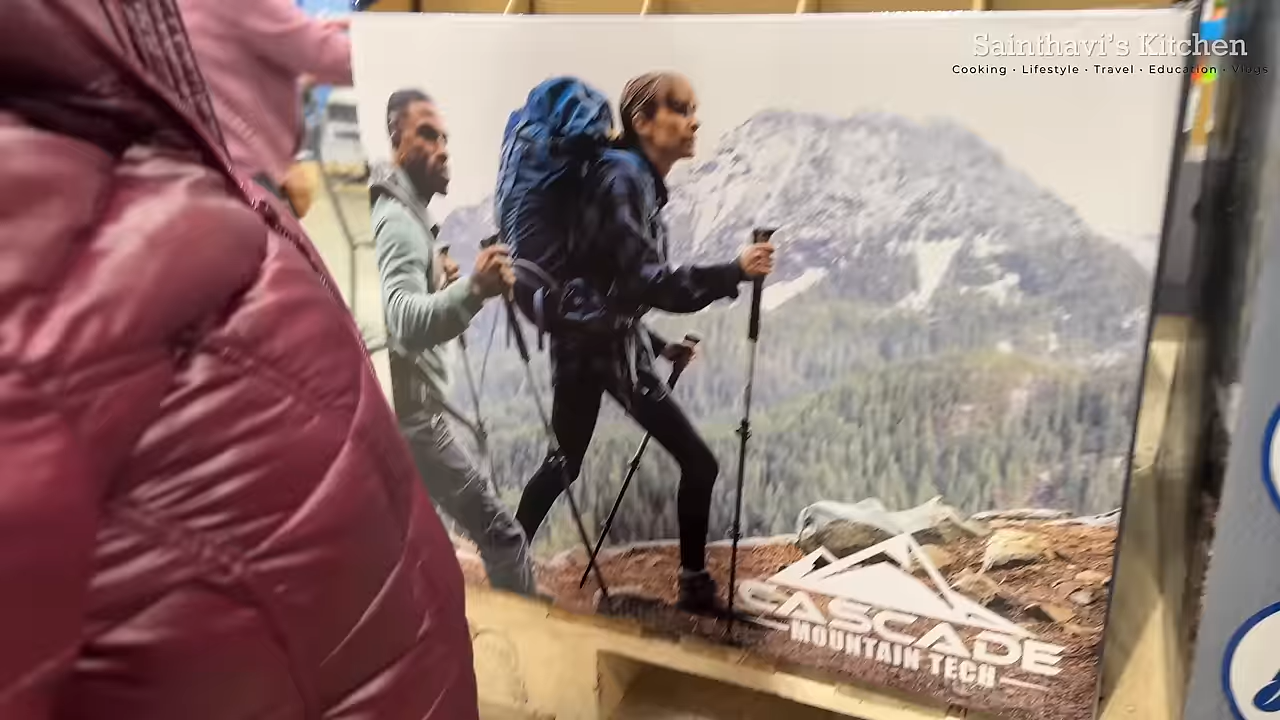 Sainthavi's Kitchen
Cooking · Lifestyle · Travel · Education · Vlogs
CASCADE
MOUNTAIN TECH